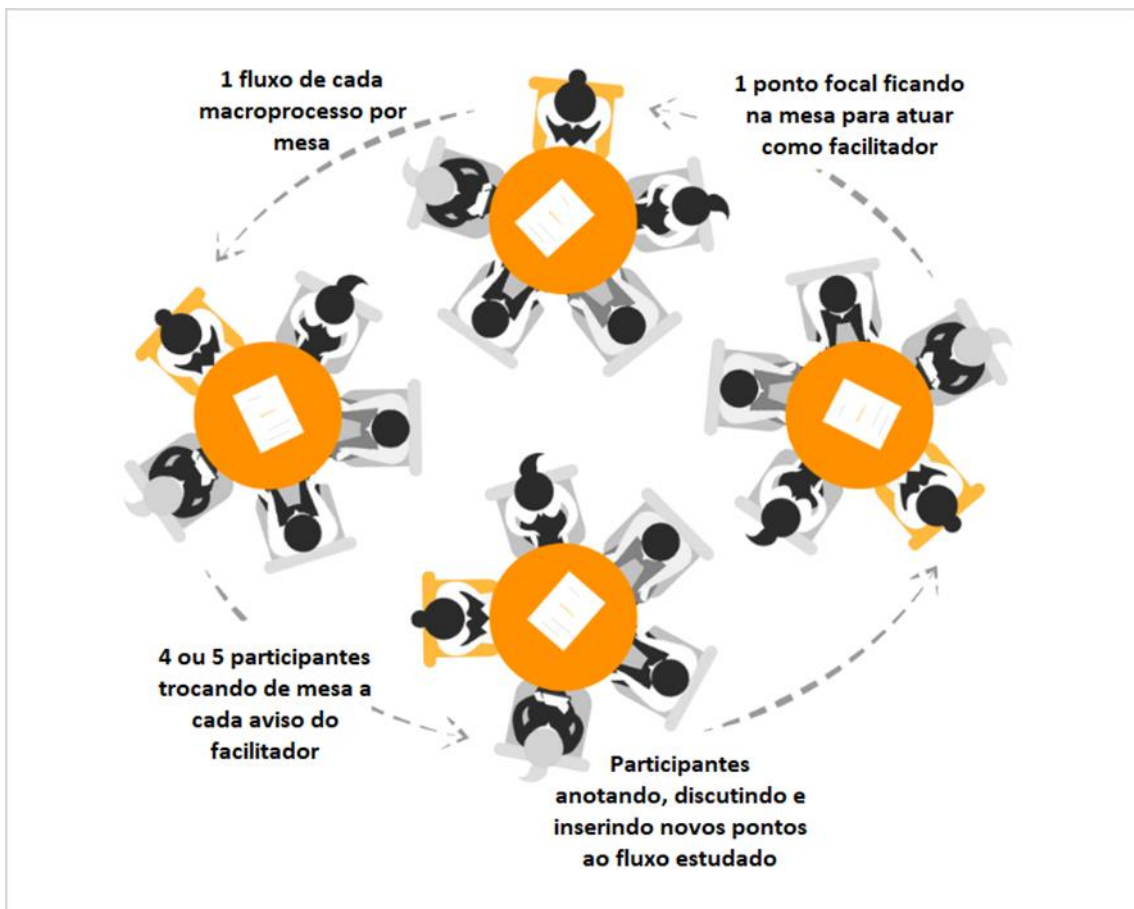 1 fluxo de cada
macroprocesso por
mesa
1 ponto focal ficando
na mesa para atuar
como facilitador
4 ou 5 participantes
trocando de mesa a
cada aviso do
facilitador
Participantes
anotando, discutindo e
inserindo novos pontos
ao fluxo estudado